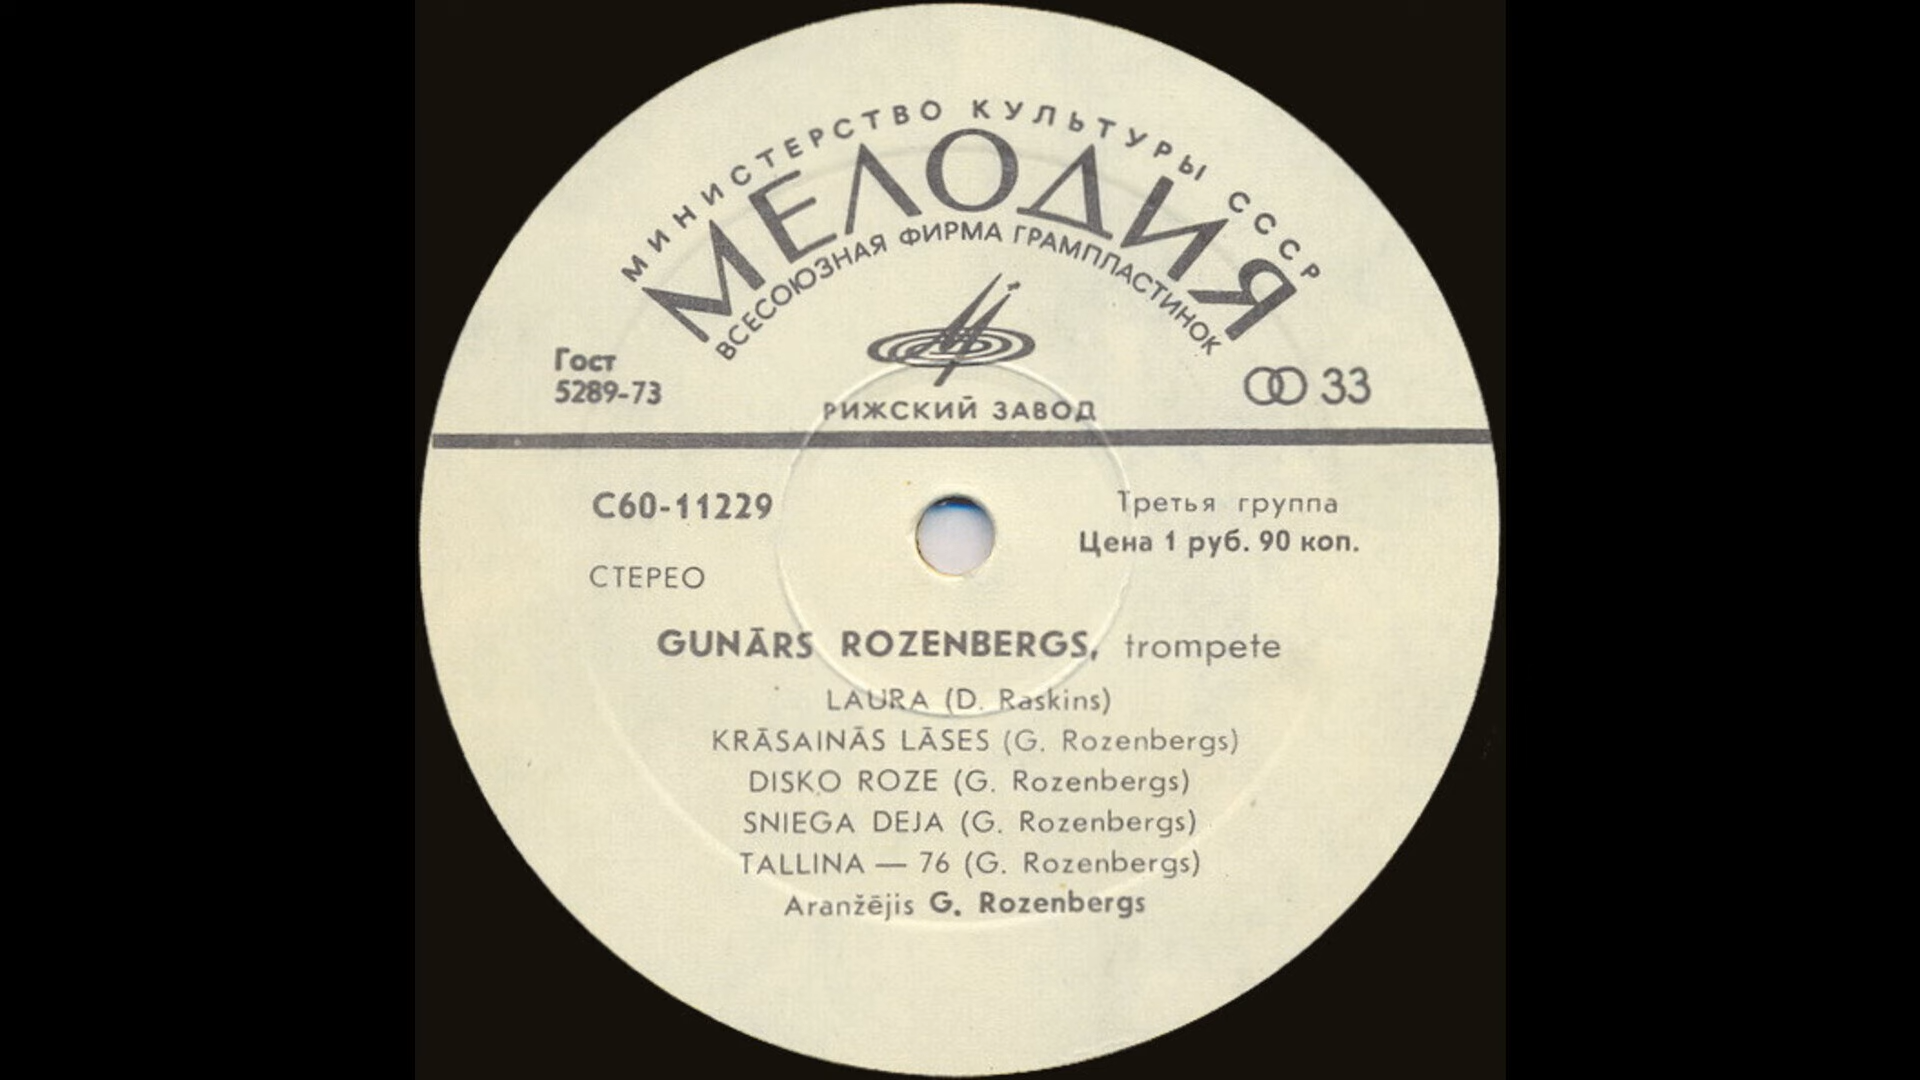 МИНИСТЕРСТВО КУЛЬТУРЫ СССР
МЕЛОДИЯ
ВСЕСОЮЗНАЯ ФИРМА ГРАМПЛАСТИНОК
Гост
5289-73
33
РИЖСКИЙ ЗАВОД
С60-11229
Третья группа
Цена 1 руб. 90 коп.
СТЕРЕО
GUNĀRS ROZENBERGS, trompete
LAURA (D. Raskins)
KRĀSAINĀS LĀSES (G. Rozenbergs)
DISKO ROZE (G. Rozenbergs)
SNIEGA DEJA (G. Rozenbergs)
TALLINA — 76 (G. Rozenbergs)
Aranžējis G. Rozenbergs